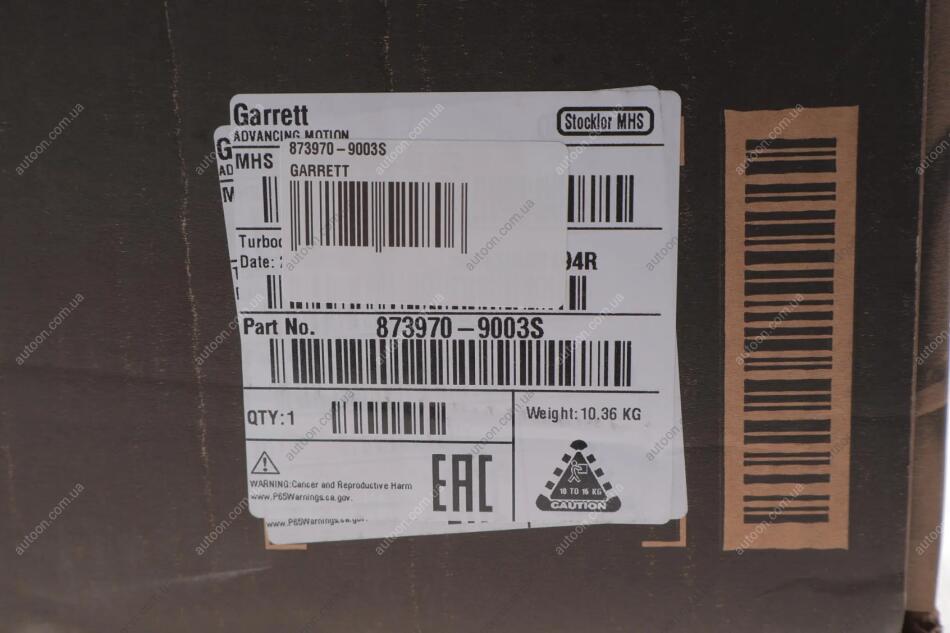 Garrett
ADVANCING MOTION
Stocklor MHS
MHS
873970-9003S
GARRETT
Turboc
Date:
94R
Part No. 873970-9003S
QTY:1
Weight:10.36 KG
WARNING:Cancer and Reproductive Harm
www.P65Warnings.ca.gov.
EAC
10 TO 16 KG
CAUTION
www.P65Warnings.ca.gov.
autoon.com.ua